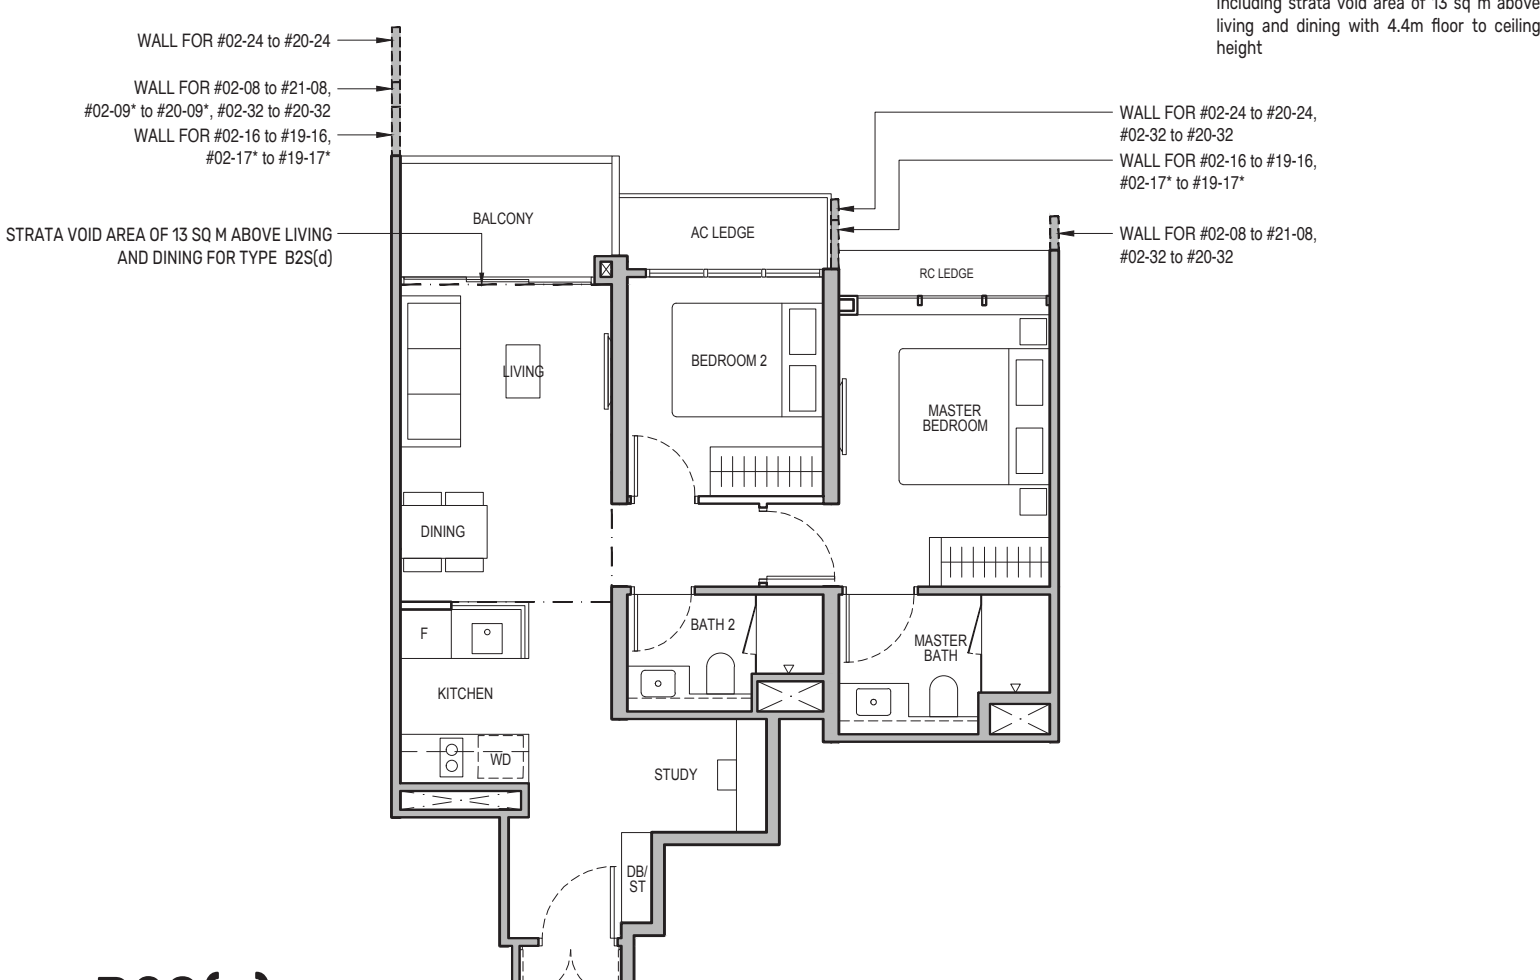 including strata void area of 13 sq m above
living and dining with 4.4m floor to ceiling
height
WALL FOR #02-24 to #20-24
WALL FOR #02-08 to #21-08,
#02-09* to #20-09*, #02-32 to #20-32
WALL FOR #02-16 to #19-16,
#02-17* to #19-17*
WALL FOR #02-24 to #20-24,
#02-32 to #20-32
WALL FOR #02-16 to #19-16,
#02-17* to #19-17*
WALL FOR #02-08 to #21-08,
#02-32 to #20-32
STRATA VOID AREA OF 13 SQ M ABOVE LIVING
AND DINING FOR TYPE B2S(d)
BALCONY
AC LEDGE
RC LEDGE
LIVING
BEDROOM 2
MASTER
BEDROOM
DINING
F
BATH 2
MASTER
BATH
KITCHEN
WD
STUDY
DB/
ST